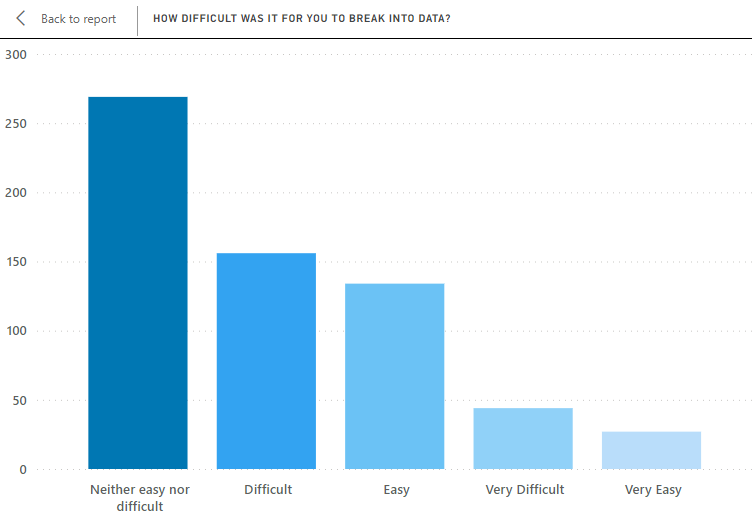 Back to report
HOW DIFFICULT WAS IT FOR YOU TO BREAK INTO DATA?
300
250
200
150
100
50
0
Neither easy nor
difficult
Difficult
Easy
Very Difficult
Very Easy